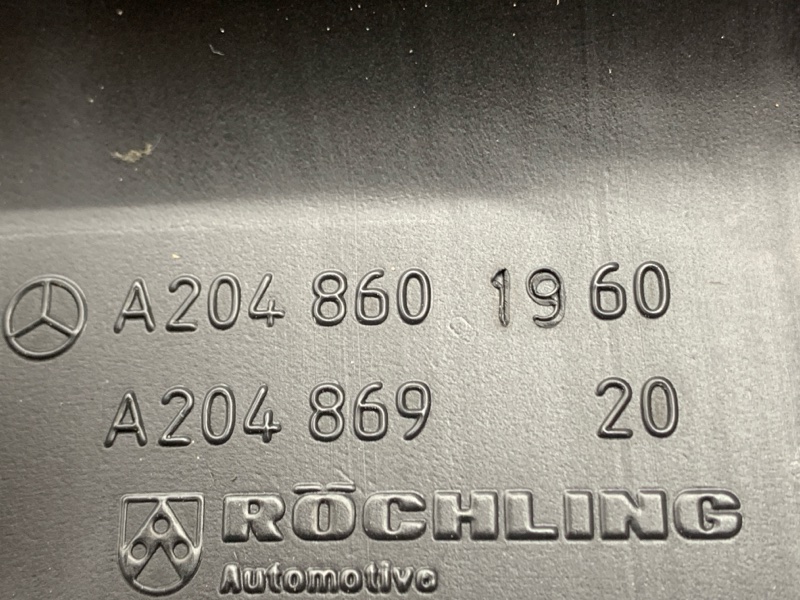 A204 860 19 60
A204 869 20
RÖCHLING
Automotive